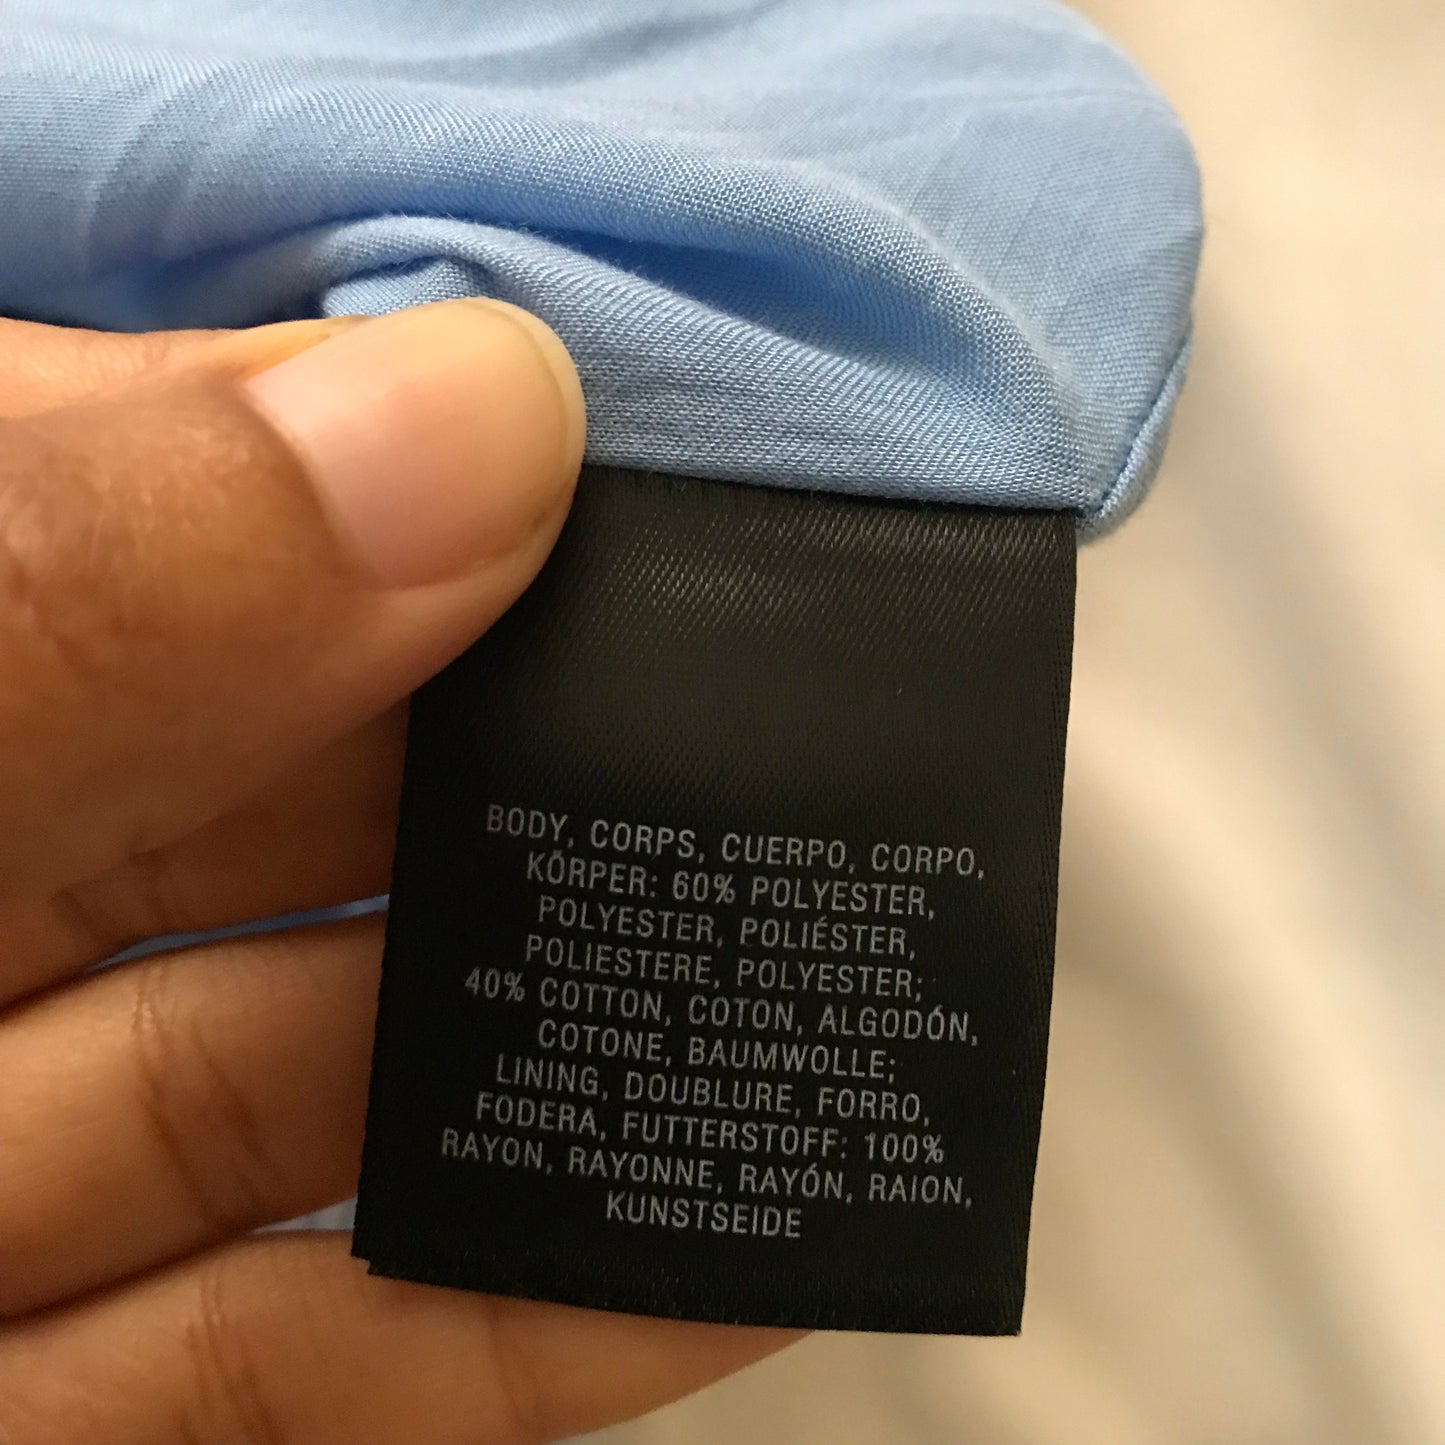 BODY, CORPS, CUERPO, CORPO,
KÖRPER: 60% POLYESTER,
POLYESTER, POLIÉSTER,
POLIESTERE, POLYESTER;
40% COTTON, COTON, ALGODÓN,
COTONE, BAUMWOLLE;
LINING, DOUBLURE, FORRO,
FODERA, FUTTERSTOFF: 100%
RAYON, RAYONNE, RAYÓN, RAION,
KUNSTSEIDE